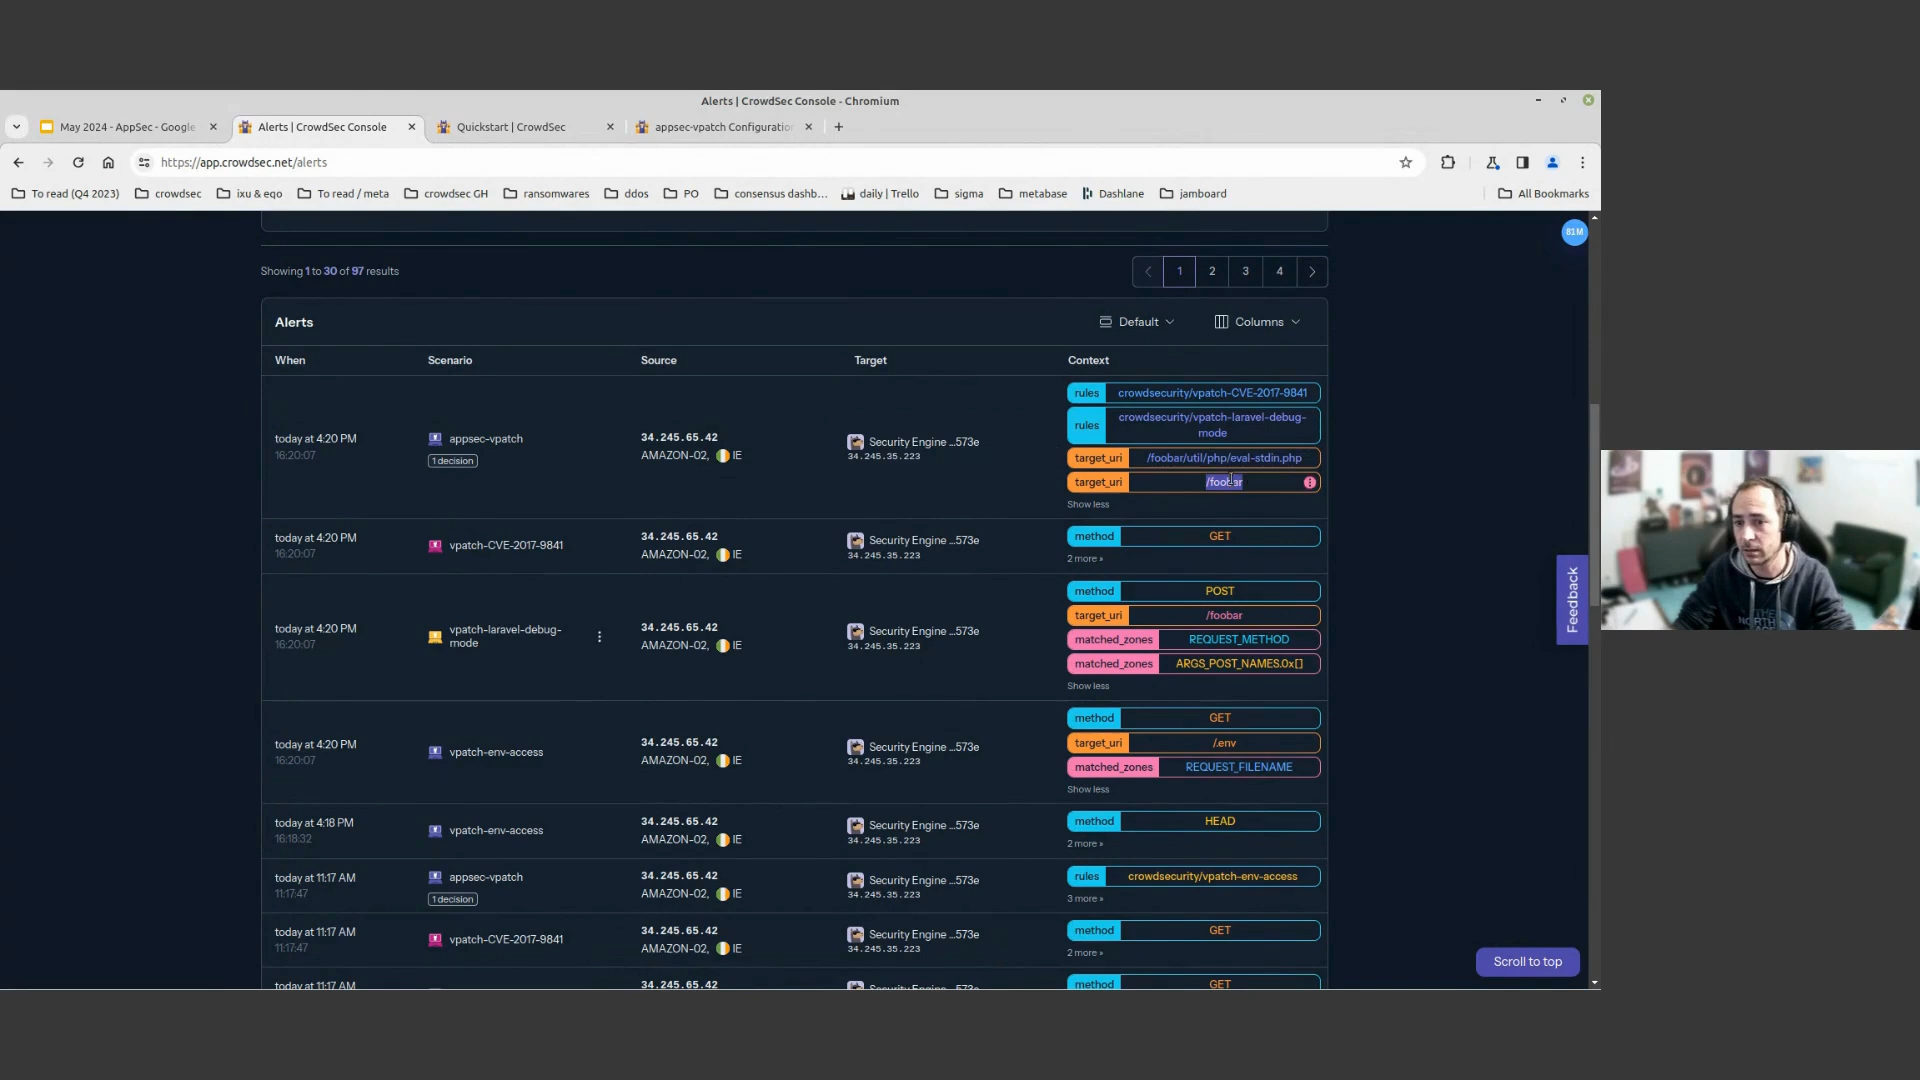 Alerts | CrowdSec Console - Chromium
May 2024 - AppSec - Google
Alerts | CrowdSec Console
Quickstart | CrowdSec
appsec-vpatch Configuratio
https://app.crowdsec.net/alerts
To read (Q4 2023)
crowdsec
ixu & eqo
To read / meta
crowdsec GH
ransomwares
ddos
PO
consensus dashb...
daily | Trello
sigma
metabase
Dashlane
jamboard
All Bookmarks
81M
Showing 1 to 30 of 97 results
1 2 3 4
Alerts
Default
Columns
When Scenario Source Target Context
today at 4:20 PM
16:20:07
appsec-vpatch
1 decision
34.245.65.42
AMAZON-02, IE
Security Engine ...573e
34.245.35.223
rules crowdsecurity/vpatch-CVE-2017-9841
rules crowdsecurity/vpatch-laravel-debug-
mode
target_uri /foobar/util/php/eval-stdin.php
target_uri /foobar
Show less
today at 4:20 PM
16:20:07
vpatch-CVE-2017-9841
34.245.65.42
AMAZON-02, IE
Security Engine ...573e
34.245.35.223
method GET
2 more »
today at 4:20 PM
16:20:07
vpatch-laravel-debug-
mode
34.245.65.42
AMAZON-02, IE
Security Engine ...573e
34.245.35.223
method POST
target_uri /foobar
matched_zones REQUEST_METHOD
matched_zones ARGS_POST_NAMES.0x[]
Show less
today at 4:20 PM
16:20:07
vpatch-env-access
34.245.65.42
AMAZON-02, IE
Security Engine ...573e
34.245.35.223
method GET
target_uri /.env
matched_zones REQUEST_FILENAME
Show less
today at 4:18 PM
16:18:32
vpatch-env-access
34.245.65.42
AMAZON-02, IE
Security Engine ...573e
34.245.35.223
method HEAD
2 more »
today at 11:17 AM
11:17:47
appsec-vpatch
1 decision
34.245.65.42
AMAZON-02, IE
Security Engine ...573e
34.245.35.223
rules crowdsecurity/vpatch-env-access
3 more »
today at 11:17 AM
11:17:47
vpatch-CVE-2017-9841
34.245.65.42
AMAZON-02, IE
Security Engine ...573e
34.245.35.223
method GET
2 more »
today at 11:17 AM
34.245.65.42
Security Engine ...573e
method GET
Feedback
Scroll to top